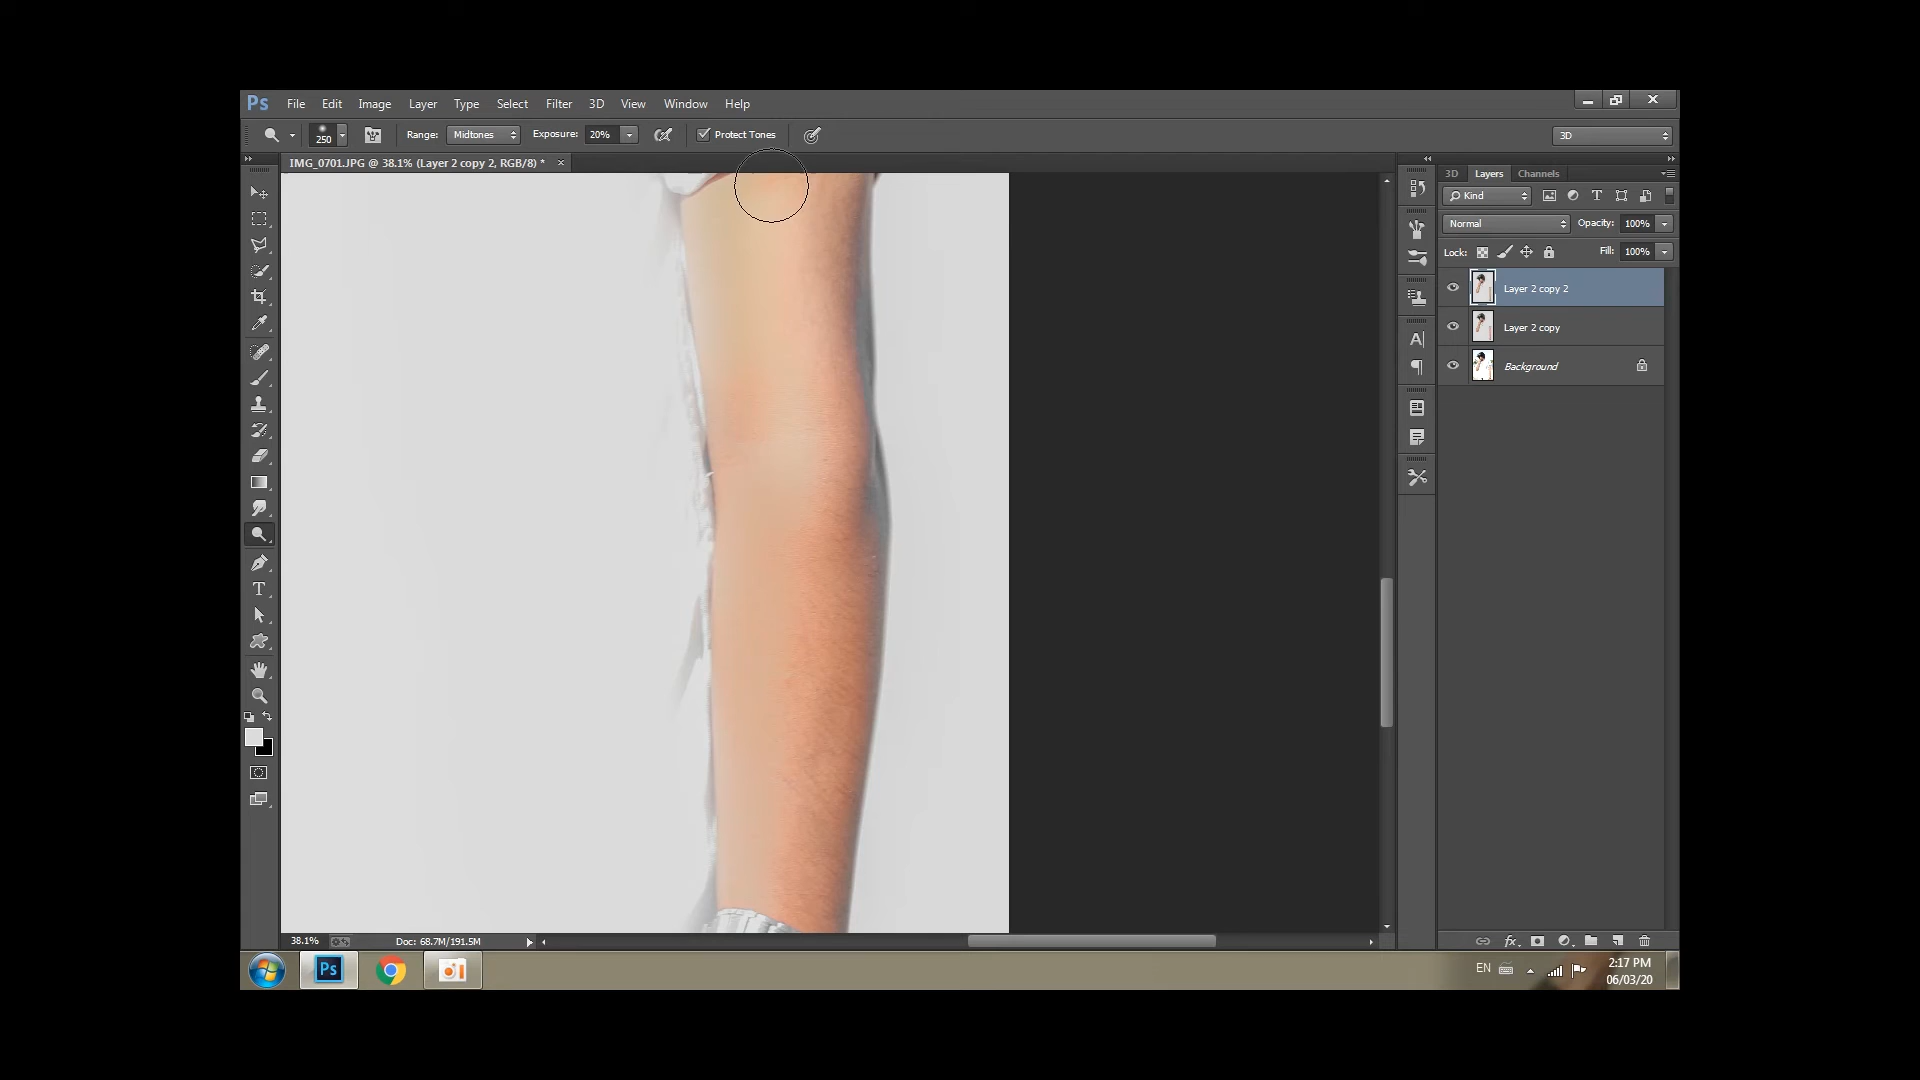 Ps File Edit Image Layer Type Select Filter 3D View Window Help
250 Range: Midtones Exposure: 20% Protect Tones 3D
IMG_0701.JPG @ 38.1% (Layer 2 copy 2, RGB/8) * ×
3D Layers Channels
Kind
Normal Opacity: 100%
Lock: Fill: 100%
Layer 2 copy 2
Layer 2 copy
Background
38.1% Doc: 68.7M/191.5M
Ps EN 2:17 PM
06/03/20